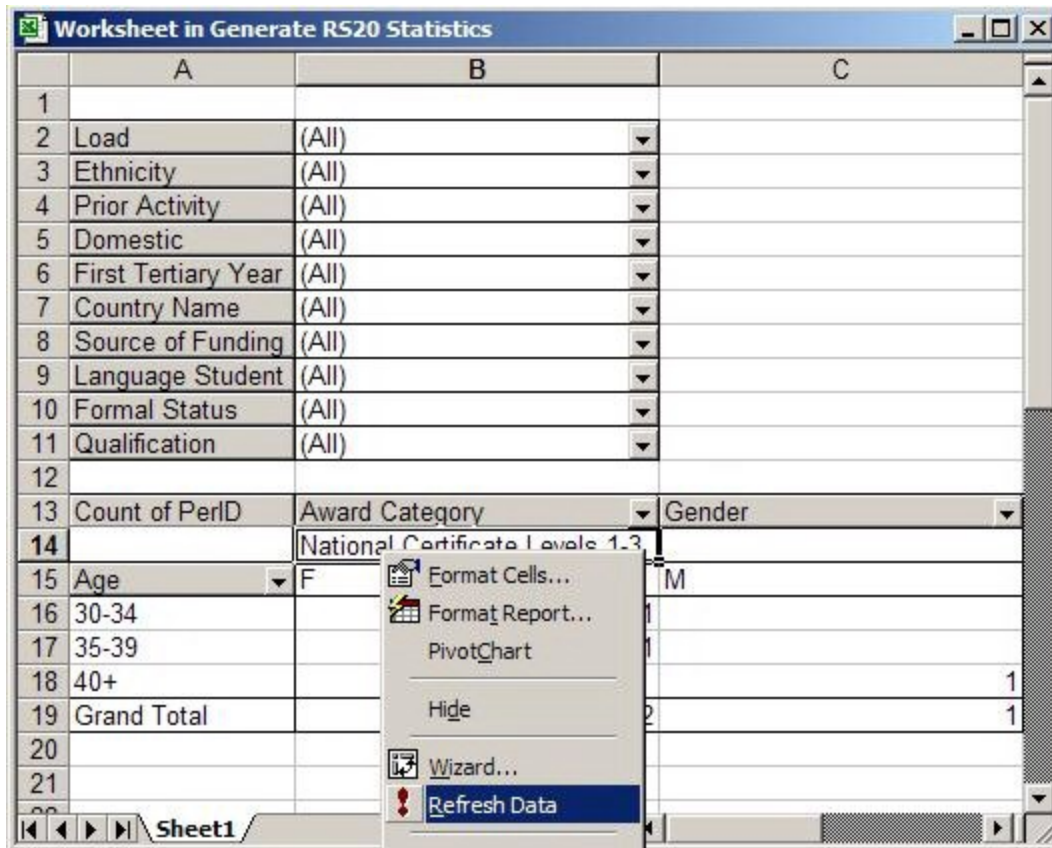 Worksheet in Generate RS20 Statistics
A B C
1
2 Load (All)
3 Ethnicity (All)
4 Prior Activity (All)
5 Domestic (All)
6 First Tertiary Year (All)
7 Country Name (All)
8 Source of Funding (All)
9 Language Student (All)
10 Formal Status (All)
11 Qualification (All)
12
13 Count of PerID Award Category Gender
14 National Certificate Levels 1-3
15 Age F M
16 30-34 1
17 35-39 1
18 40+ 1
19 Grand Total 2 1
20
21
Format Cells...
Format Report...
PivotChart
Hide
Wizard...
Refresh Data
Sheet1